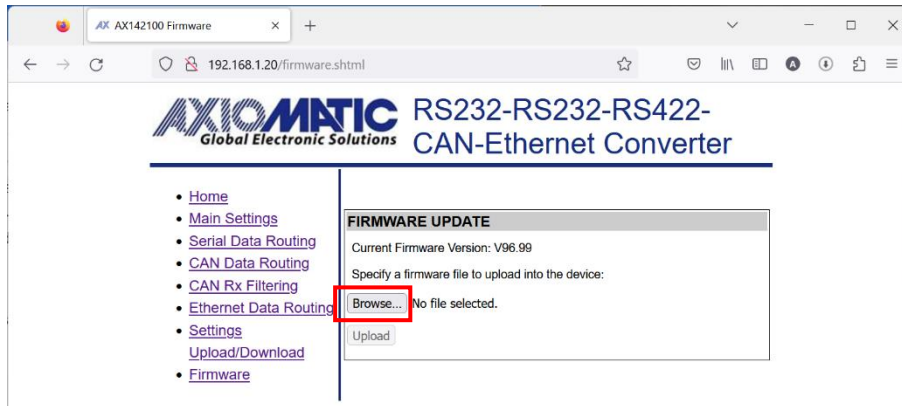 AX142100 Firmware
192.168.1.20/firmware.shtml
AXIOMATIC
Global Electronic Solutions
RS232-RS232-RS422-
CAN-Ethernet Converter
Home
Main Settings
Serial Data Routing
CAN Data Routing
CAN Rx Filtering
Ethernet Data Routing
Settings
Upload/Download
Firmware
FIRMWARE UPDATE
Current Firmware Version: V96.99
Specify a firmware file to upload into the device:
Browse... No file selected.
Upload